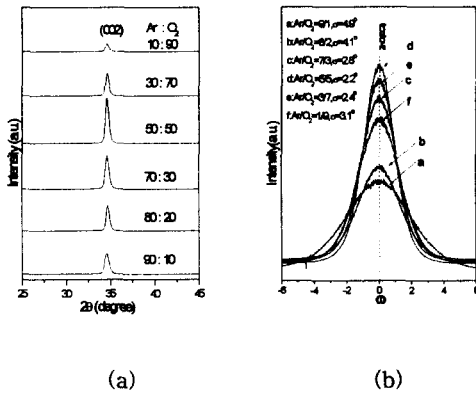 (002)
Ar : O₂
10:90
30:70
50:50
70:30
80:20
90:10
Intensity (a.u.)
25 30 35 40 45
2θ (degree)
(a)
a:Ar/O₂=9/1,σ=4.9°
b:Ar/O₂=8/2,σ=4.1°
c:Ar/O₂=7/3,σ=2.8°
d:Ar/O₂=5/5,σ=2.2°
e:Ar/O₂=3/7,σ=2.4°
f:Ar/O₂=1/9,σ=3.1°
d
e
c
f
b
a
Intensity(a.u.)
-6 -4 -2 0 2 4 6
(b)